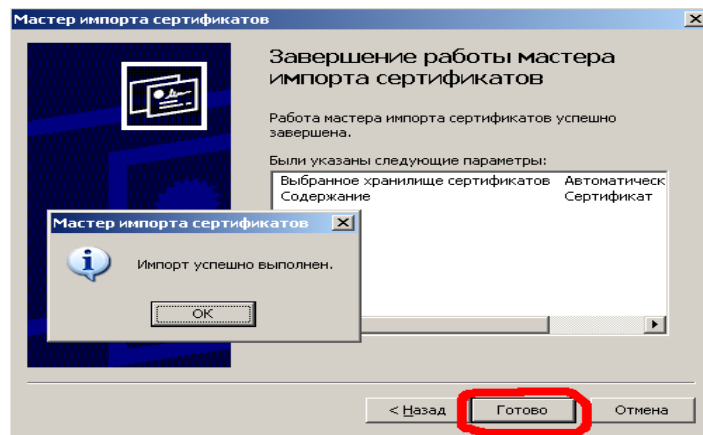 Мастер импорта сертификатов
Завершение работы мастера
импорта сертификатов
Работа мастера импорта сертификатов успешно
завершена.
Были указаны следующие параметры:
Выбранное хранилище сертификатов Автоматическ
Содержание Сертификат
Мастер импорта сертификатов
Импорт успешно выполнен.
OK
< Назад Готово Отмена